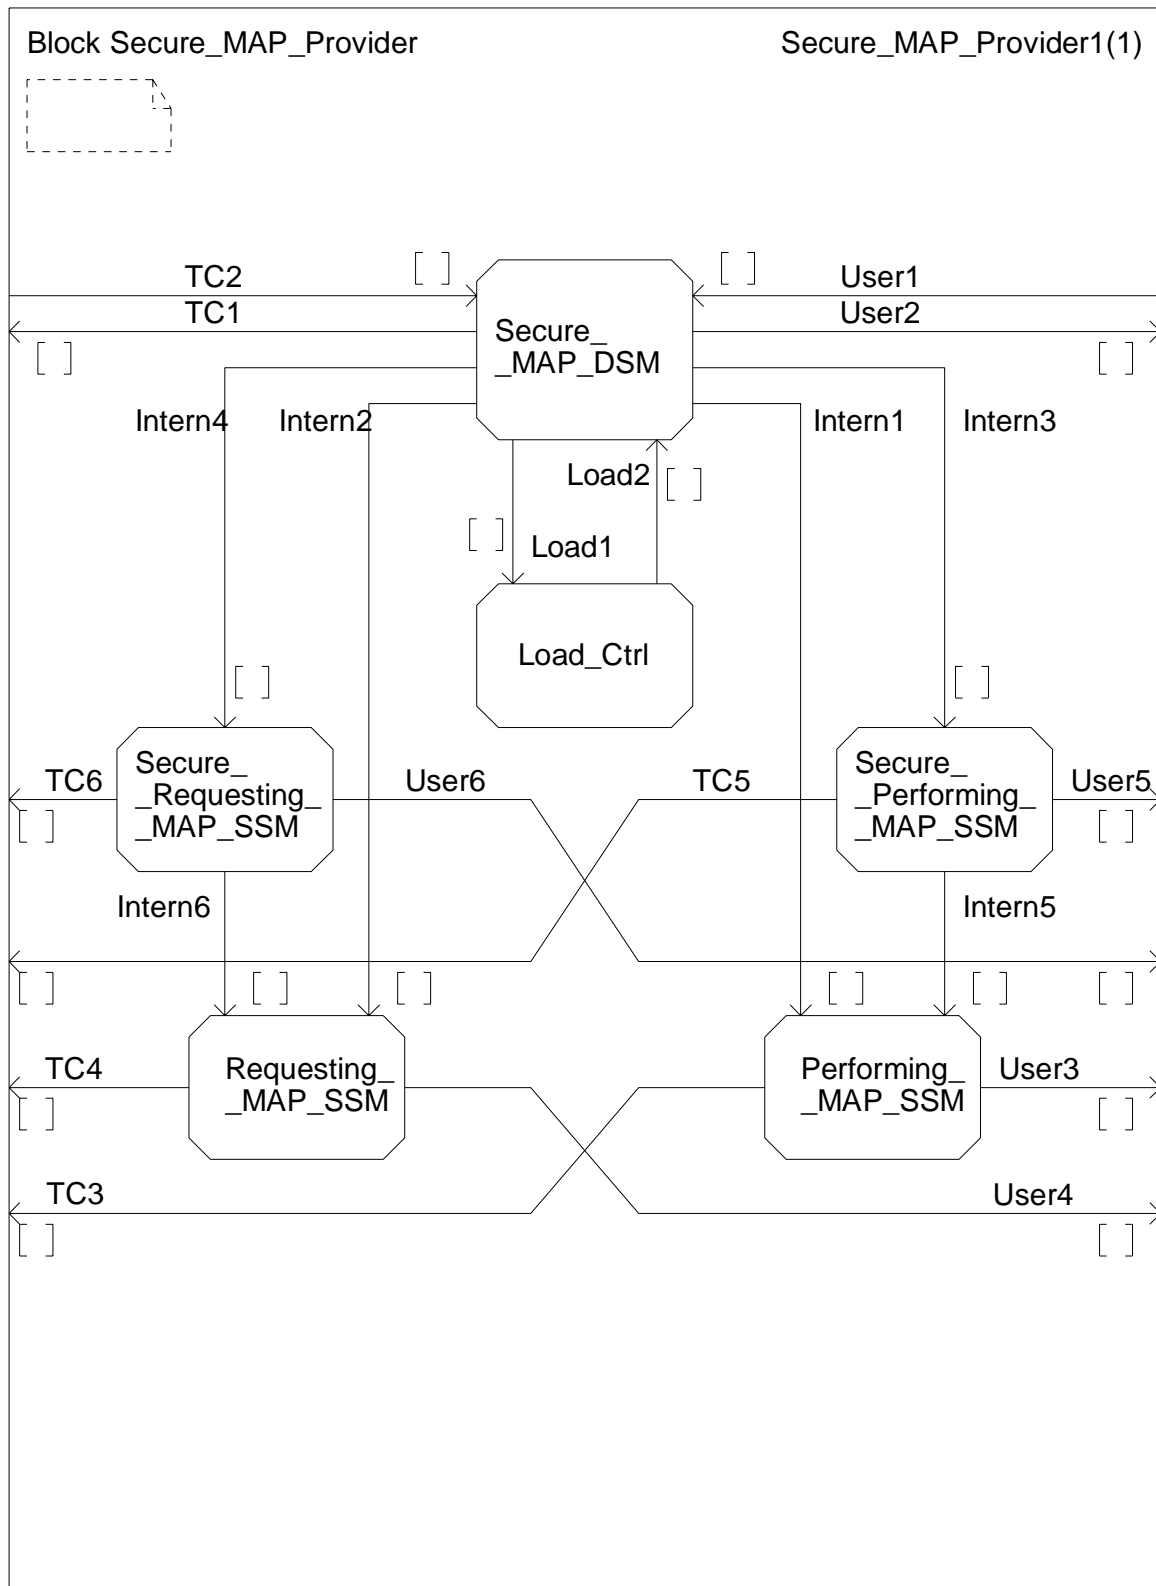 Block Secure_MAP_Provider
Secure_MAP_Provider1(1)
TC2
User1
TC1
User2
Secure_
_MAP_DSM
Intern4
Intern2
Intern1
Intern3
Load2
Load1
Load_Ctrl
TC6
Secure_
_Requesting_
_MAP_SSM
User6
TC5
Secure_
_Performing_
_MAP_SSM
User5
Intern6
Intern5
TC4
Requesting_
_MAP_SSM
Performing_
_MAP_SSM
User3
TC3
User4